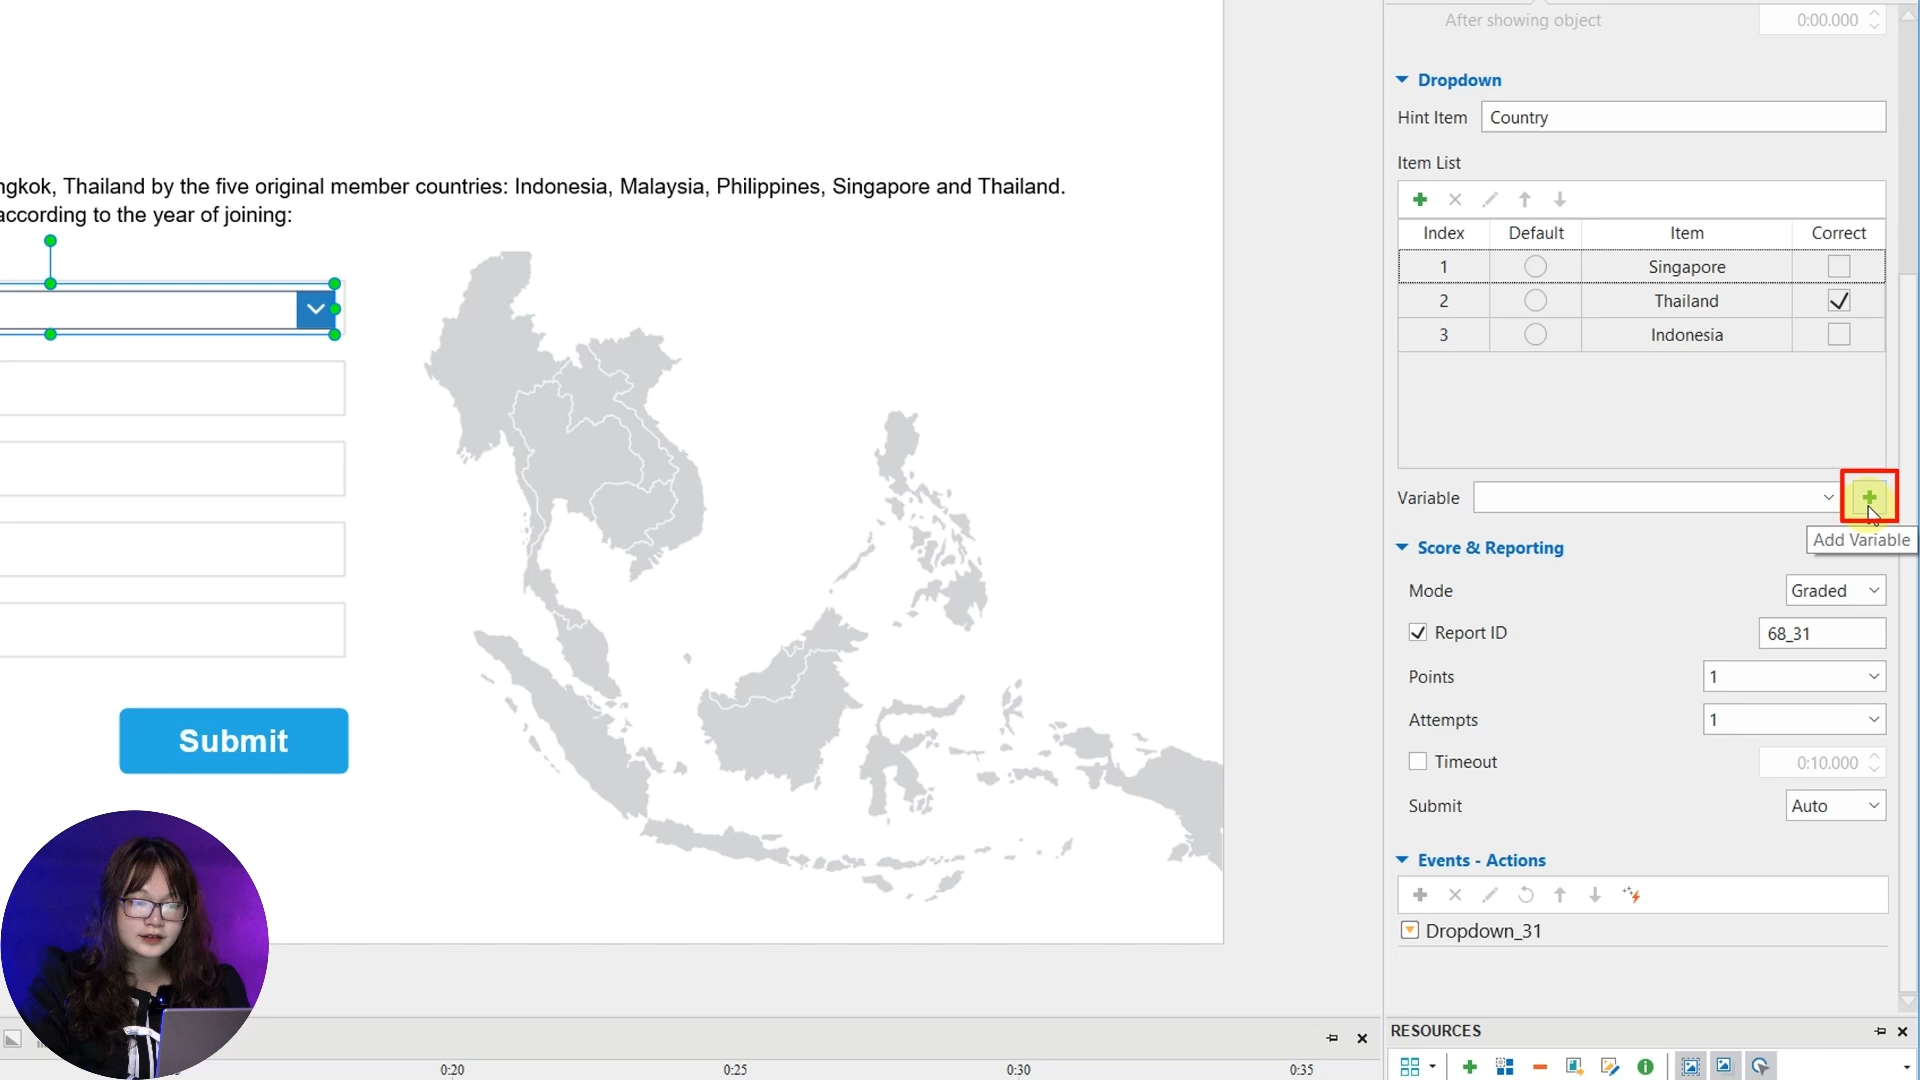 ngkok, Thailand by the five original member countries: Indonesia, Malaysia, Philippines, Singapore and Thailand.
according to the year of joining:
Submit
0:20
0:25
0:30
0:35
After showing object
0:00.000
Dropdown
Hint Item
Country
Item List
Index Default Item Correct
1 Singapore
2 Thailand
3 Indonesia
Variable
Add Variable
Score & Reporting
Mode Graded
Report ID 68_31
Points 1
Attempts 1
Timeout 0:10.000
Submit Auto
Events - Actions
Dropdown_31
RESOURCES